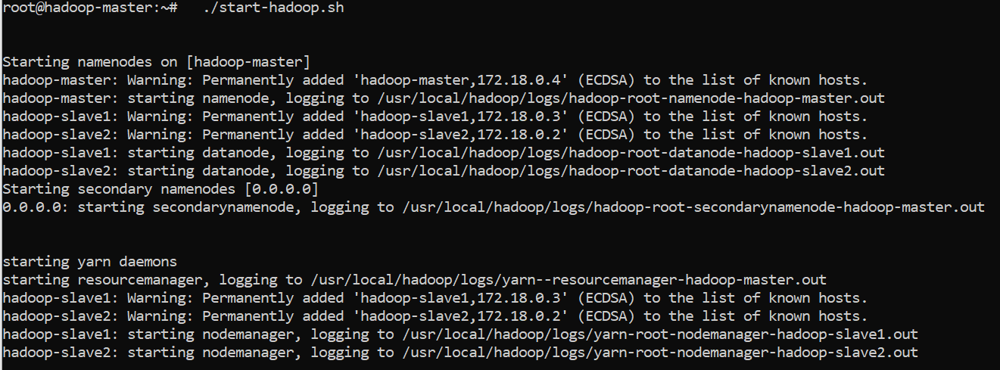 root@hadoop-master:~#   ./start-hadoop.sh
Starting namenodes on [hadoop-master]
hadoop-master: Warning: Permanently added 'hadoop-master,172.18.0.4' (ECDSA) to the list of known hosts.
hadoop-master: starting namenode, logging to /usr/local/hadoop/logs/hadoop-root-namenode-hadoop-master.out
hadoop-slave1: Warning: Permanently added 'hadoop-slave1,172.18.0.3' (ECDSA) to the list of known hosts.
hadoop-slave2: Warning: Permanently added 'hadoop-slave2,172.18.0.2' (ECDSA) to the list of known hosts.
hadoop-slave1: starting datanode, logging to /usr/local/hadoop/logs/hadoop-root-datanode-hadoop-slave1.out
hadoop-slave2: starting datanode, logging to /usr/local/hadoop/logs/hadoop-root-datanode-hadoop-slave2.out
Starting secondary namenodes [0.0.0.0]
0.0.0.0: starting secondarynamenode, logging to /usr/local/hadoop/logs/hadoop-root-secondarynamenode-hadoop-master.out
starting yarn daemons
starting resourcemanager, logging to /usr/local/hadoop/logs/yarn--resourcemanager-hadoop-master.out
hadoop-slave1: Warning: Permanently added 'hadoop-slave1,172.18.0.3' (ECDSA) to the list of known hosts.
hadoop-slave2: Warning: Permanently added 'hadoop-slave2,172.18.0.2' (ECDSA) to the list of known hosts.
hadoop-slave1: starting nodemanager, logging to /usr/local/hadoop/logs/yarn-root-nodemanager-hadoop-slave1.out
hadoop-slave2: starting nodemanager, logging to /usr/local/hadoop/logs/yarn-root-nodemanager-hadoop-slave2.out